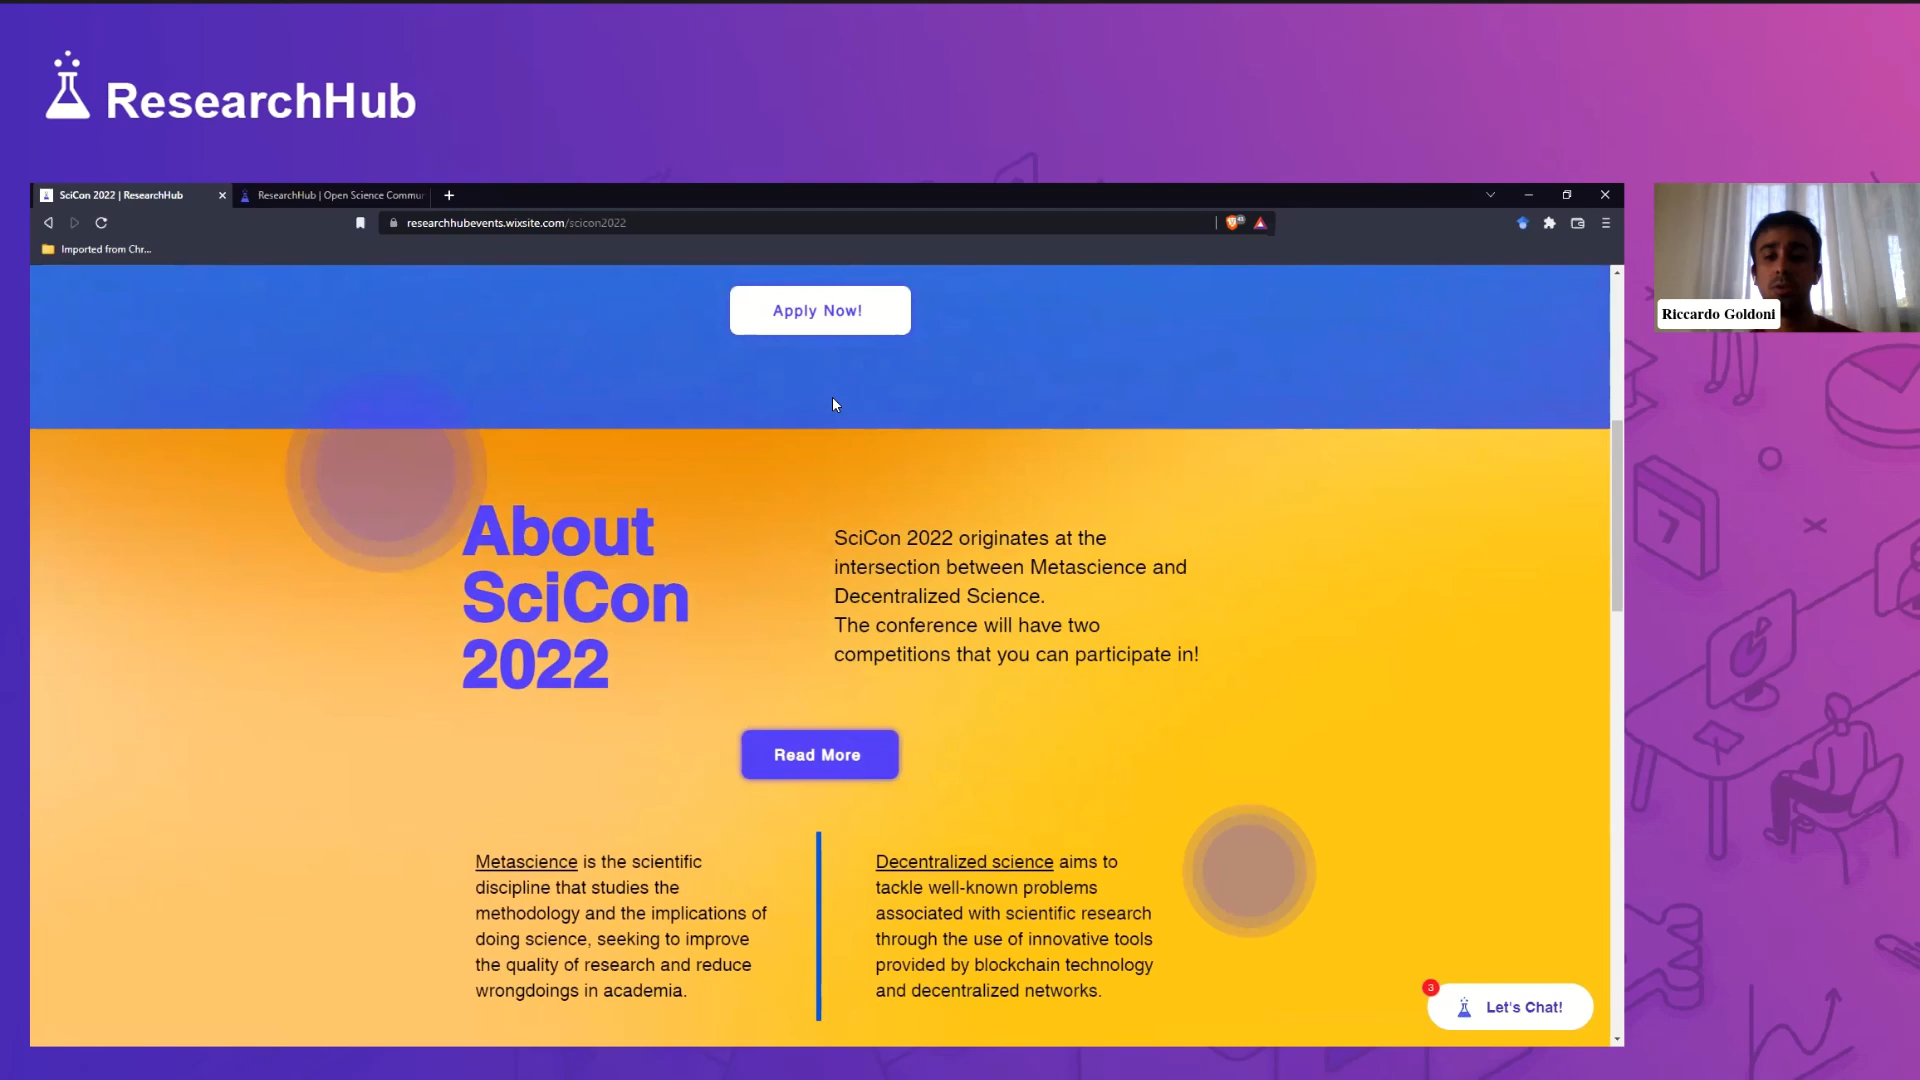 ResearchHub
SciCon 2022 | ResearchHub
ResearchHub | Open Science Commu
researchhubevents.wixsite.com/scicon2022
Imported from Chr...
Apply Now!
Riccardo Goldoni
About
SciCon
2022
SciCon 2022 originates at the
intersection between Metascience and
Decentralized Science.
The conference will have two
competitions that you can participate in!
Read More
Metascience is the scientific
discipline that studies the
methodology and the implications of
doing science, seeking to improve
the quality of research and reduce
wrongdoings in academia.
Decentralized science aims to
tackle well-known problems
associated with scientific research
through the use of innovative tools
provided by blockchain technology
and decentralized networks.
3
Let's Chat!
7